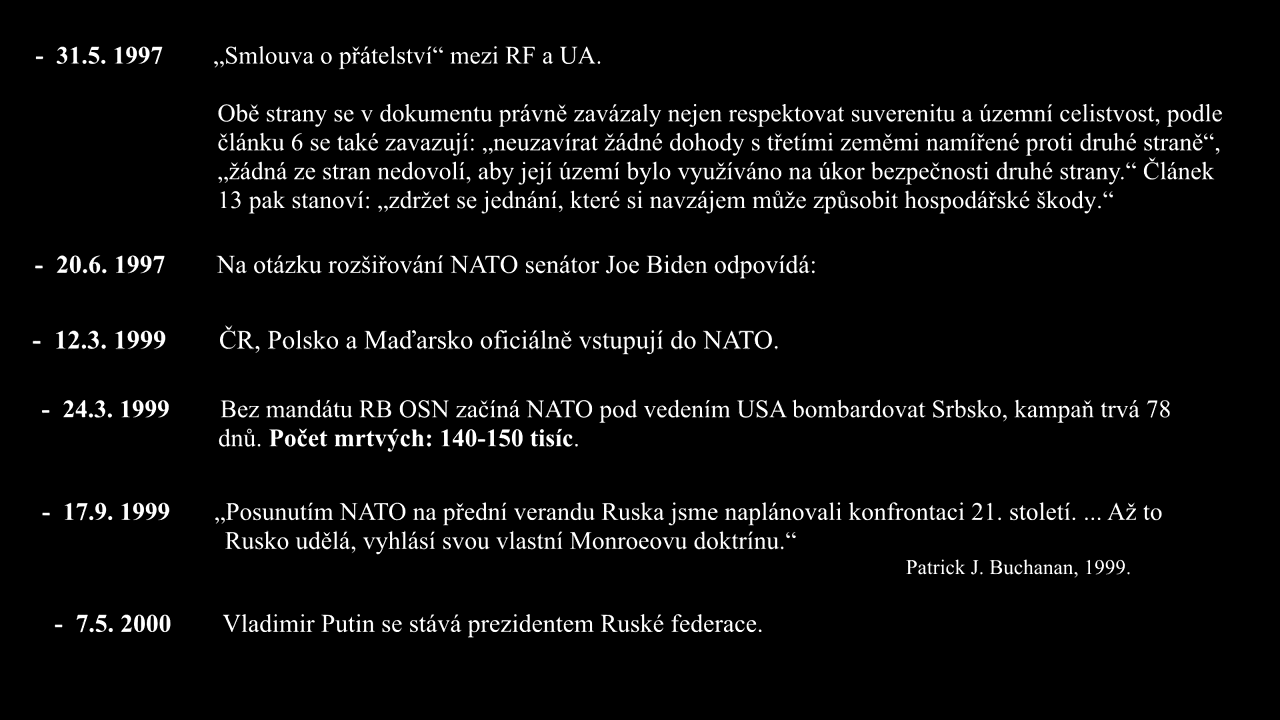 - 31.5. 1997 „Smlouva o přátelství“ mezi RF a UA.
Obě strany se v dokumentu právně zavázaly nejen respektovat suverenitu a územní celistvost, podle
článku 6 se také zavazují: „neuzavírat žádné dohody s třetími zeměmi namířené proti druhé straně“,
„žádná ze stran nedovolí, aby její území bylo využíváno na úkor bezpečnosti druhé strany.“ Článek
13 pak stanoví: „zdržet se jednání, které si navzájem může způsobit hospodářské škody.“
- 20.6. 1997 Na otázku rozšiřování NATO senátor Joe Biden odpovídá:
- 12.3. 1999 ČR, Polsko a Maďarsko oficiálně vstupují do NATO.
- 24.3. 1999 Bez mandátu RB OSN začíná NATO pod vedením USA bombardovat Srbsko, kampaň trvá 78
dnů. Počet mrtvých: 140-150 tisíc.
- 17.9. 1999 „Posunutím NATO na přední verandu Ruska jsme naplánovali konfrontaci 21. století. ... Až to
Rusko udělá, vyhlásí svou vlastní Monroeovu doktrínu.“
Patrick J. Buchanan, 1999.
- 7.5. 2000 Vladimir Putin se stává prezidentem Ruské federace.